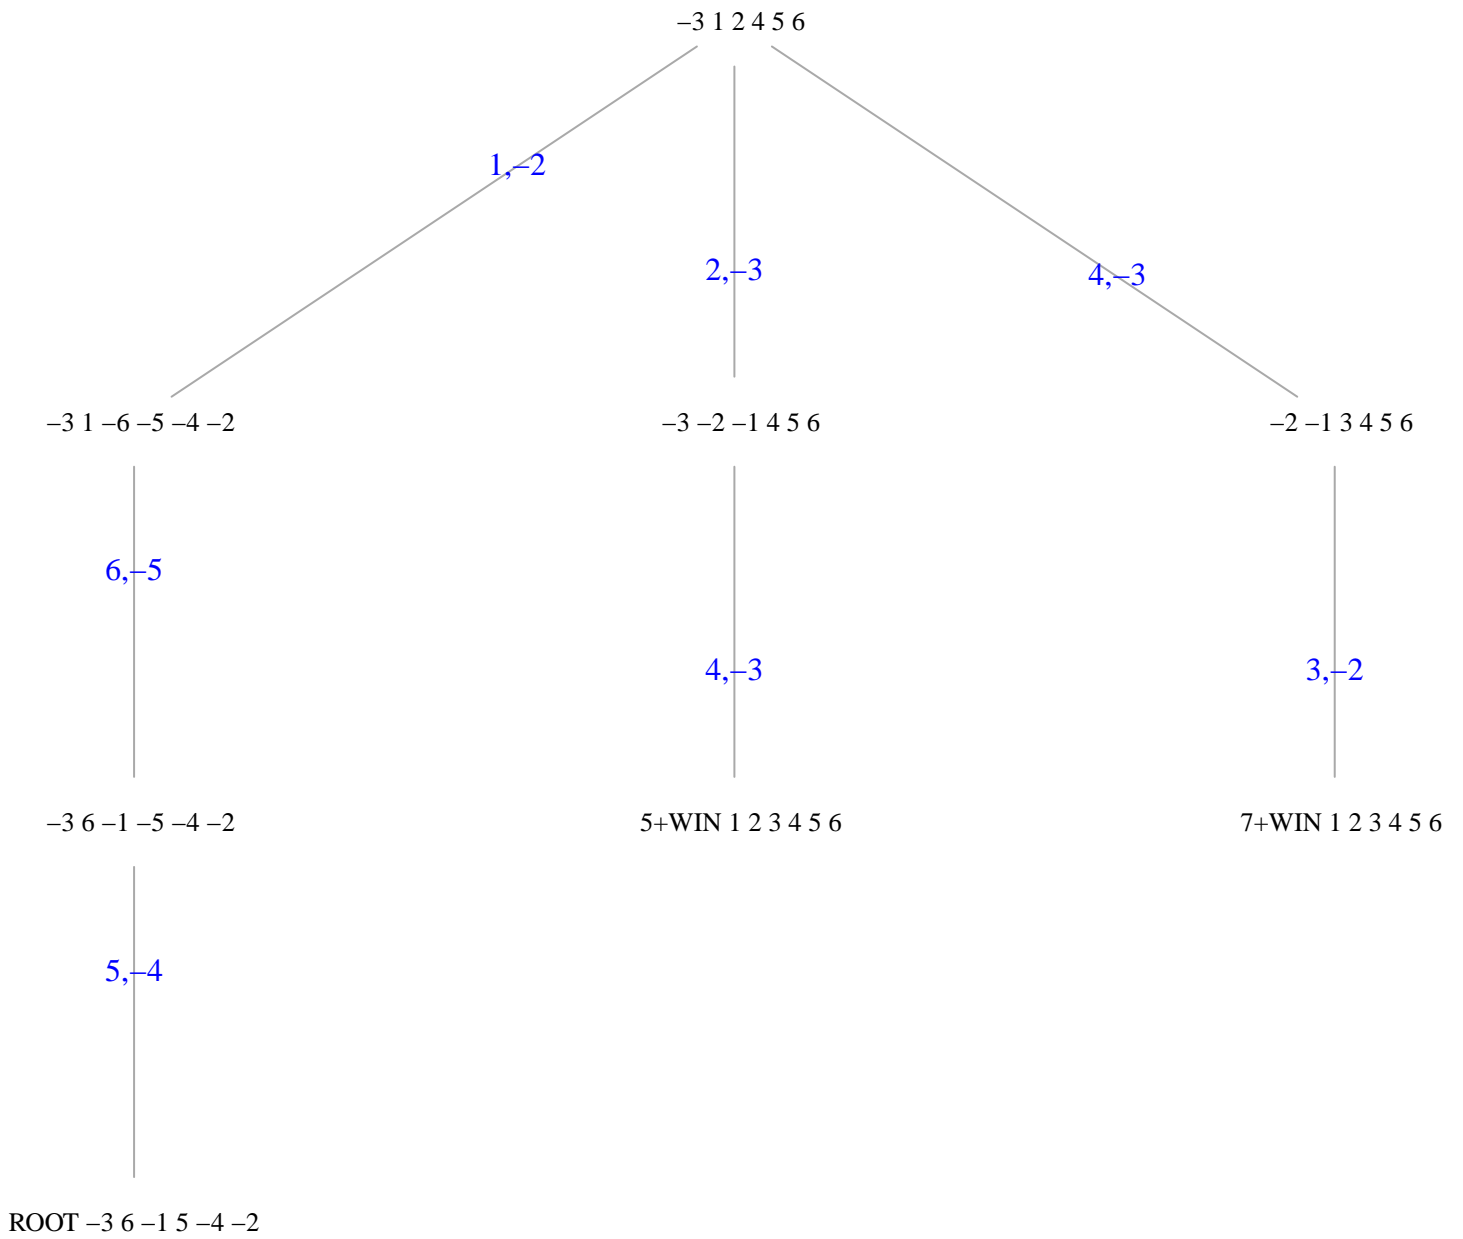 –3 1 2 4 5 6
1,–2
2,–3
4,–3
–3 1 –6 –5 –4 –2
–3 –2 –1 4 5 6
–2 –1 3 4 5 6
6,–5
4,–3
3,–2
–3 6 –1 –5 –4 –2
5+WIN 1 2 3 4 5 6
7+WIN 1 2 3 4 5 6
5,–4
ROOT –3 6 –1 5 –4 –2